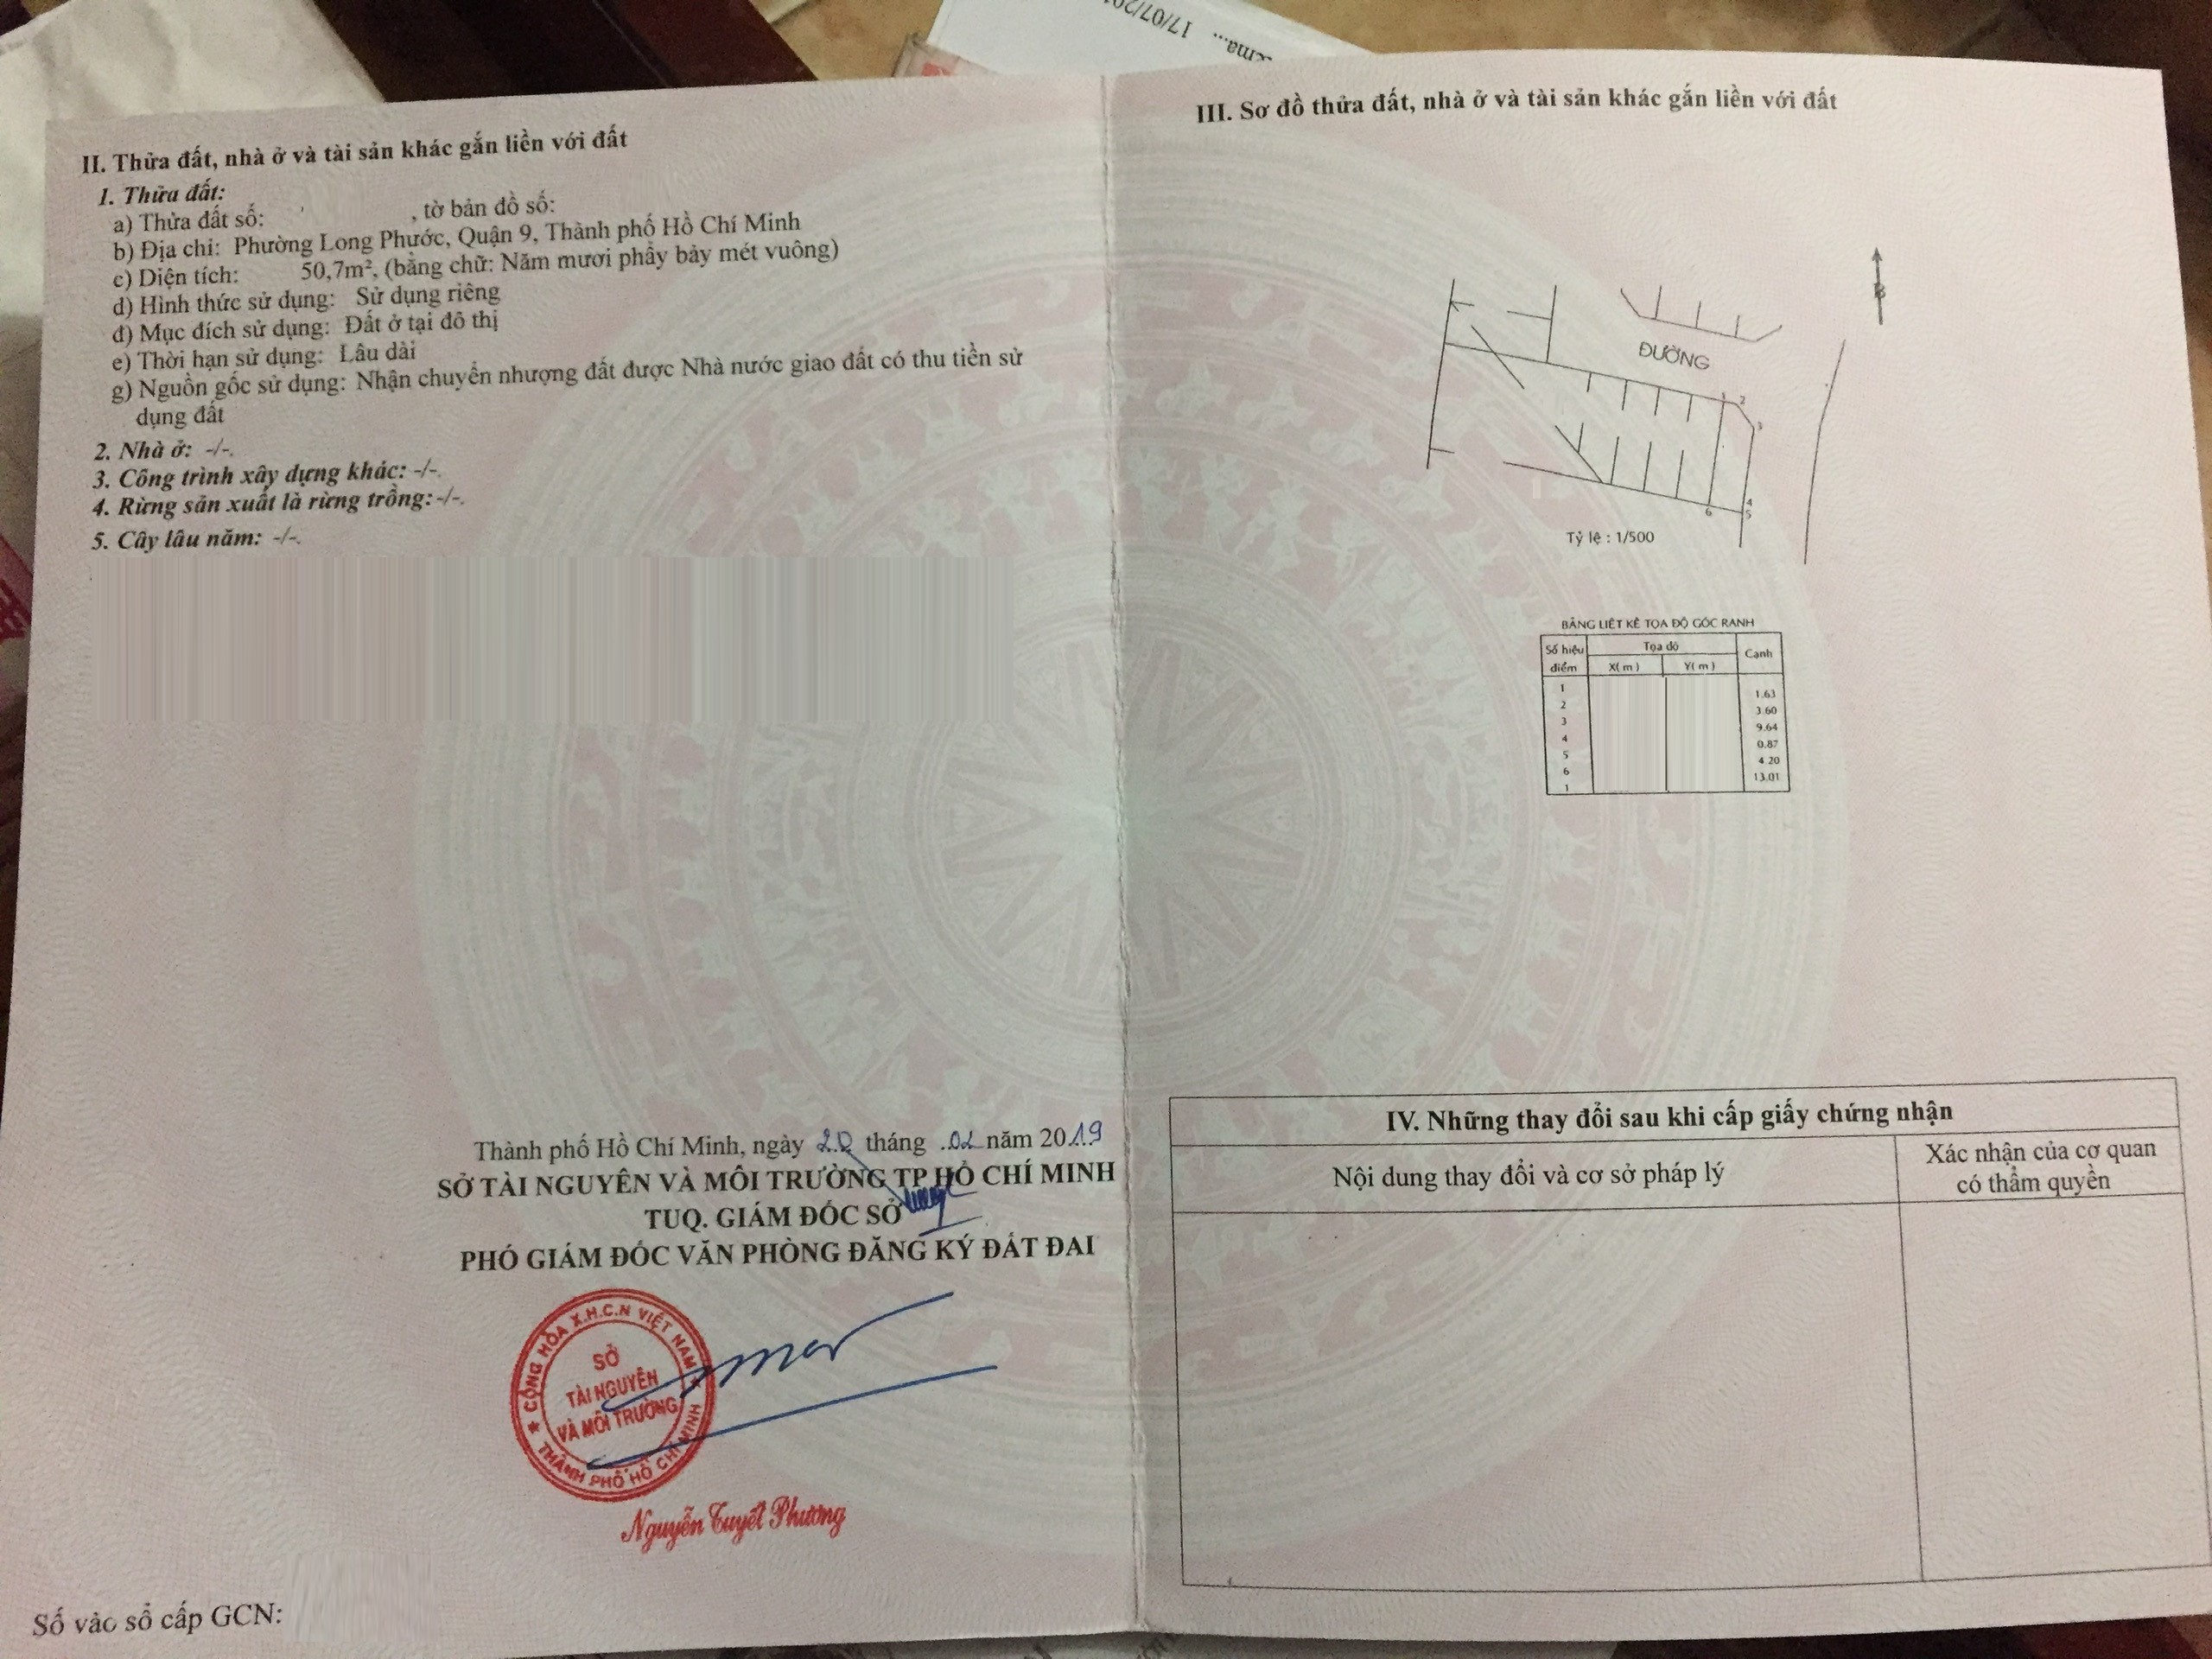 17/07/20
II. Thửa đất, nhà ở và tài sản khác gắn liền với đất
1. Thửa đất:
a) Thửa đất số: , tờ bản đồ số:
b) Địa chỉ: Phường Long Phước, Quận 9, Thành phố Hồ Chí Minh
c) Diện tích: 50,7m², (bằng chữ: Năm mươi phẩy bảy mét vuông)
d) Hình thức sử dụng: Sử dụng riêng
đ) Mục đích sử dụng: Đất ở tại đô thị
e) Thời hạn sử dụng: Lâu dài
g) Nguồn gốc sử dụng: Nhận chuyển nhượng đất được Nhà nước giao đất có thu tiền sử
dụng đất
2. Nhà ở: -/-.
3. Công trình xây dựng khác: -/-.
4. Rừng sản xuất là rừng trồng:-/-.
5. Cây lâu năm: -/-.
Thành phố Hồ Chí Minh, ngày tháng .02 năm 2019
SỞ TÀI NGUYÊN VÀ MÔI TRƯỜNG TP HỒ CHÍ MINH
TUQ. GIÁM ĐỐC SỞ
PHÓ GIÁM ĐỐC VĂN PHÒNG ĐĂNG KÝ ĐẤT ĐAI
CỘNG HÒA X.H.C.N VIỆT NAM
SỞ
TÀI NGUYÊN
VÀ MÔI TRƯỜNG
THÀNH PHỐ HỒ CHÍ MINH
Nguyễn Tuyết Phương
Số vào sổ cấp GCN:
III. Sơ đồ thửa đất, nhà ở và tài sản khác gắn liền với đất
B
ĐƯỜNG
1 2
3
4
6 5
Tỷ lệ : 1/500
BẢNG LIỆT KÊ TỌA ĐỘ GÓC RANH
Số hiệu điểm Tọa độ Cạnh
X( m ) Y( m )
1
1.63
2
3.60
3
9.64
4
0.87
5
4.20
6
13.01
1
IV. Những thay đổi sau khi cấp giấy chứng nhận
Nội dung thay đổi và cơ sở pháp lý
Xác nhận của cơ quan
có thẩm quyền